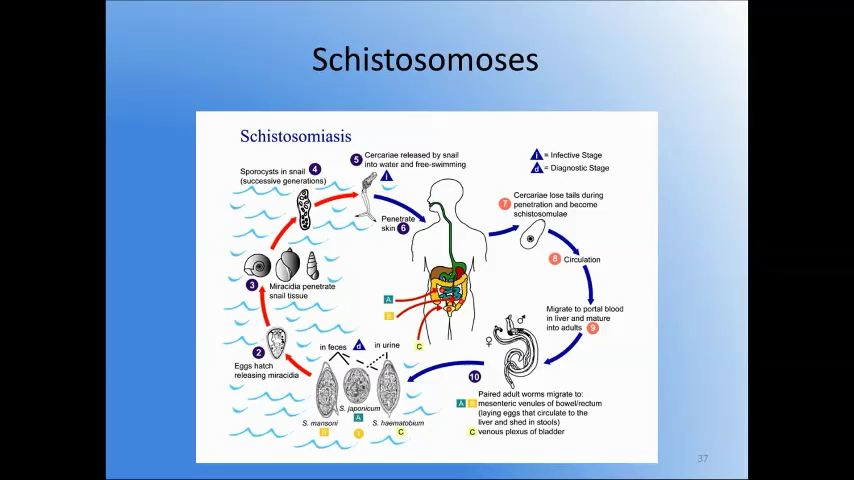 Schistosomoses
Schistosomiasis
4
Sporocysts in snail
(successive generations)
5
Cercariae released by snail
into water and free-swimming
i
i = Infective Stage
d = Diagnostic Stage
Penetrate
skin 6
7
Cercariae lose tails during
penetration and become
schistosomulae
8 Circulation
Migrate to portal blood
in liver and mature
into adults 9
3
Miracidia penetrate
snail tissue
A
B
C
♂
♀
2
Eggs hatch
releasing miracidia
in feces
d
in urine
S. mansoni
S. japonicum
A
S. haematobium
C
10
Paired adult worms migrate to:
A B mesenteric venules of bowel/rectum
(laying eggs that circulate to the
liver and shed in stools)
C venous plexus of bladder
37